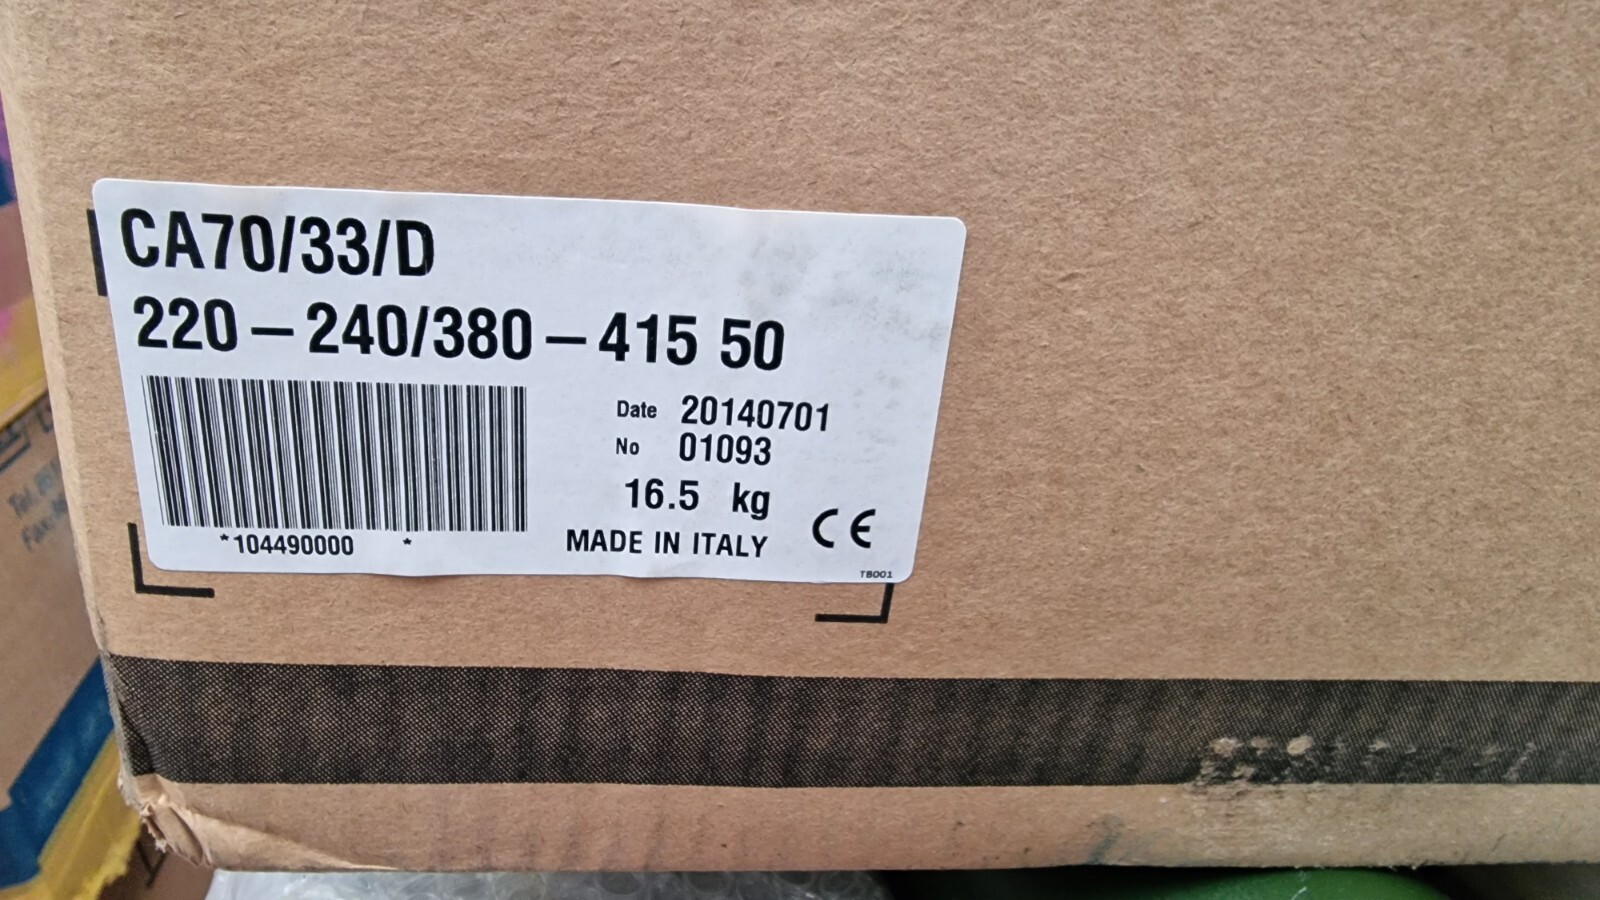 CA70/33/D
220-240/380-415 50
Date 20140701
No 01093
16.5 kg
MADE IN ITALY CE
*104490000 *
TB001